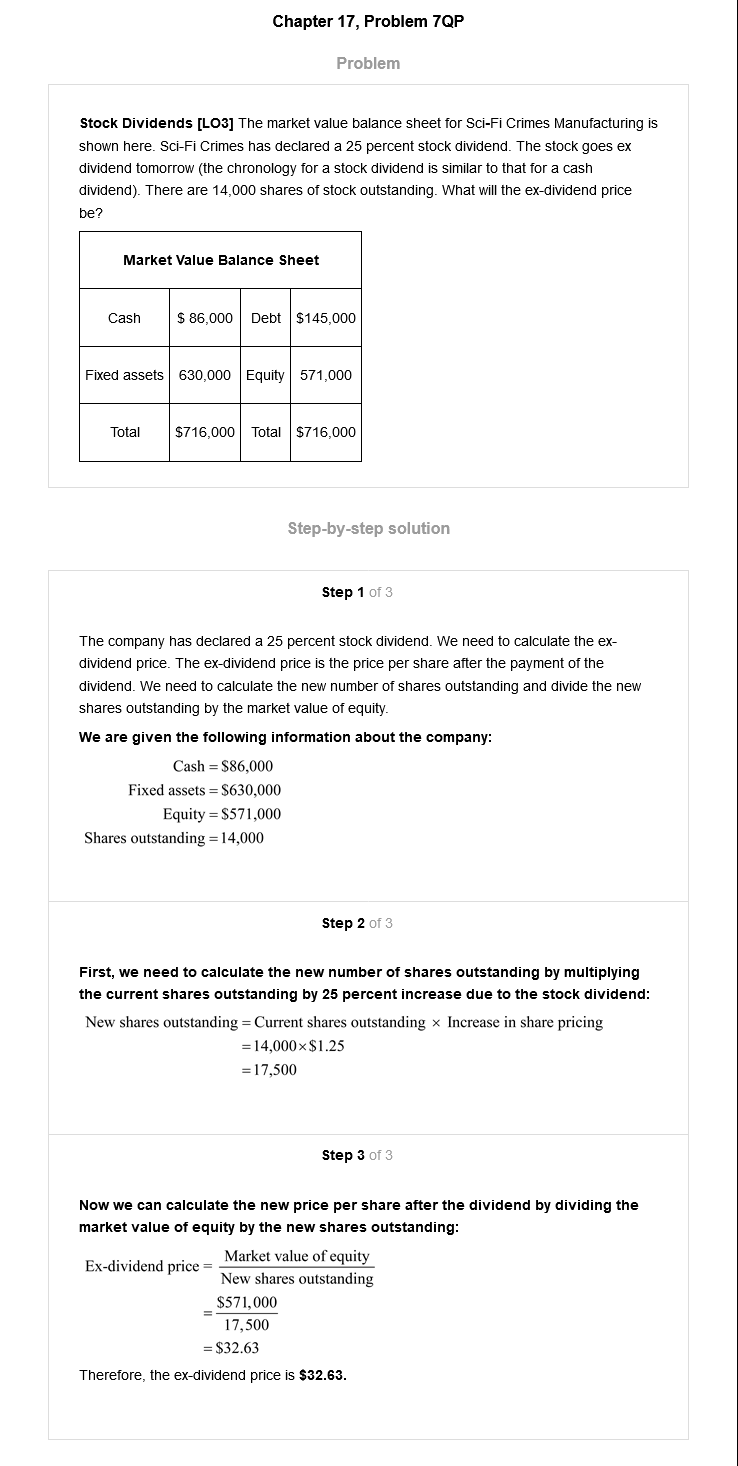 Chapter 17, Problem 7QP
Problem
Stock Dividends [LO3] The market value balance sheet for Sci-Fi Crimes Manufacturing is
shown here. Sci-Fi Crimes has declared a 25 percent stock dividend. The stock goes ex
dividend tomorrow (the chronology for a stock dividend is similar to that for a cash
dividend). There are 14,000 shares of stock outstanding. What will the ex-dividend price
be?
Market Value Balance Sheet
Cash $ 86,000 Debt $145,000
Fixed assets 630,000 Equity 571,000
Total $716,000 Total $716,000
Step-by-step solution
Step 1 of 3
The company has declared a 25 percent stock dividend. We need to calculate the ex-
dividend price. The ex-dividend price is the price per share after the payment of the
dividend. We need to calculate the new number of shares outstanding and divide the new
shares outstanding by the market value of equity.
We are given the following information about the company:
Cash = $86,000
Fixed assets = $630,000
Equity = $571,000
Shares outstanding = 14,000
Step 2 of 3
First, we need to calculate the new number of shares outstanding by multiplying
the current shares outstanding by 25 percent increase due to the stock dividend:
New shares outstanding = Current shares outstanding × Increase in share pricing
= 14,000 × $1.25
= 17,500
Step 3 of 3
Now we can calculate the new price per share after the dividend by dividing the
market value of equity by the new shares outstanding:
Ex-dividend price = Market value of equity
New shares outstanding
= $571,000
17,500
= $32.63
Therefore, the ex-dividend price is $32.63.